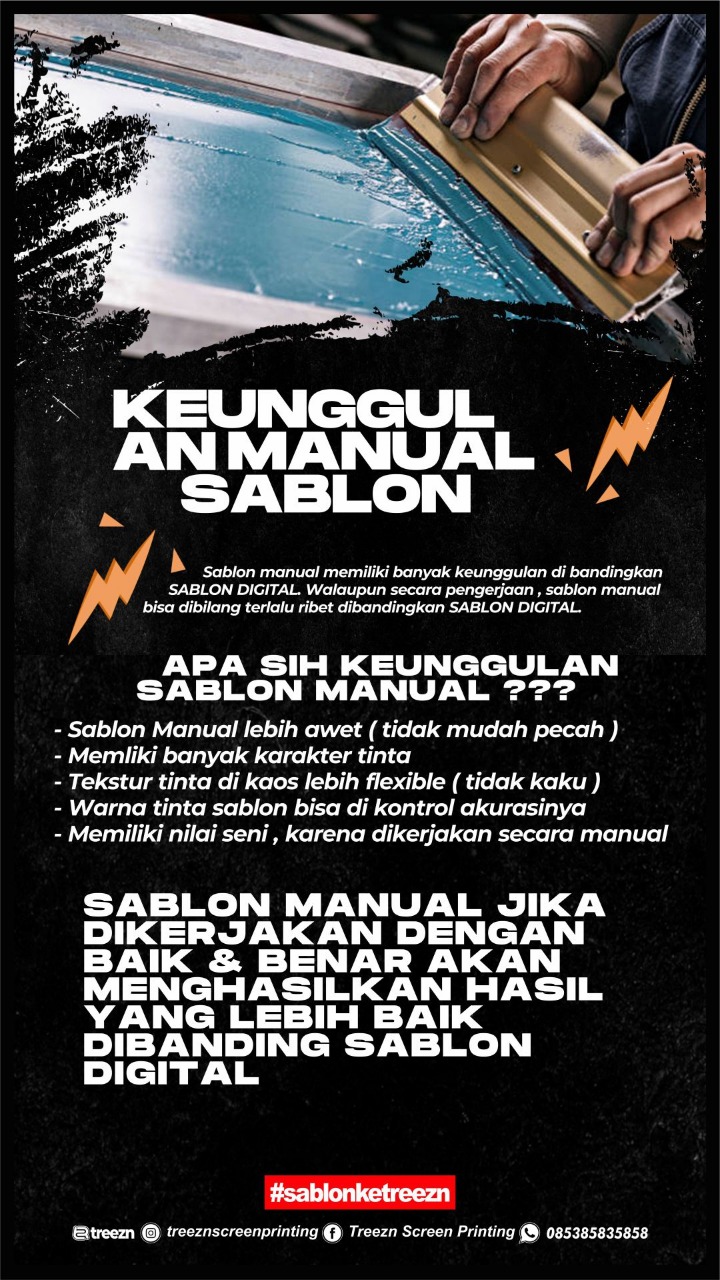 KEUNGGUL
AN MANUAL
SABLON
Sablon manual memiliki banyak keunggulan di bandingkan
SABLON DIGITAL. Walaupun secara pengerjaan , sablon manual
bisa dibilang terlalu ribet dibandingkan SABLON DIGITAL.
APA SIH KEUNGGULAN
SABLON MANUAL ???
- Sablon Manual lebih awet ( tidak mudah pecah )
- Memliki banyak karakter tinta
- Tekstur tinta di kaos lebih flexible ( tidak kaku )
- Warna tinta sablon bisa di kontrol akurasinya
- Memiliki nilai seni , karena dikerjakan secara manual
SABLON MANUAL JIKA
DIKERJAKAN DENGAN
BAIK & BENAR AKAN
MENGHASILKAN HASIL
YANG LEBIH BAIK
DIBANDING SABLON
DIGITAL
#sablonketreezn
treezn treeznscreenprinting Treezn Screen Printing 085385835858